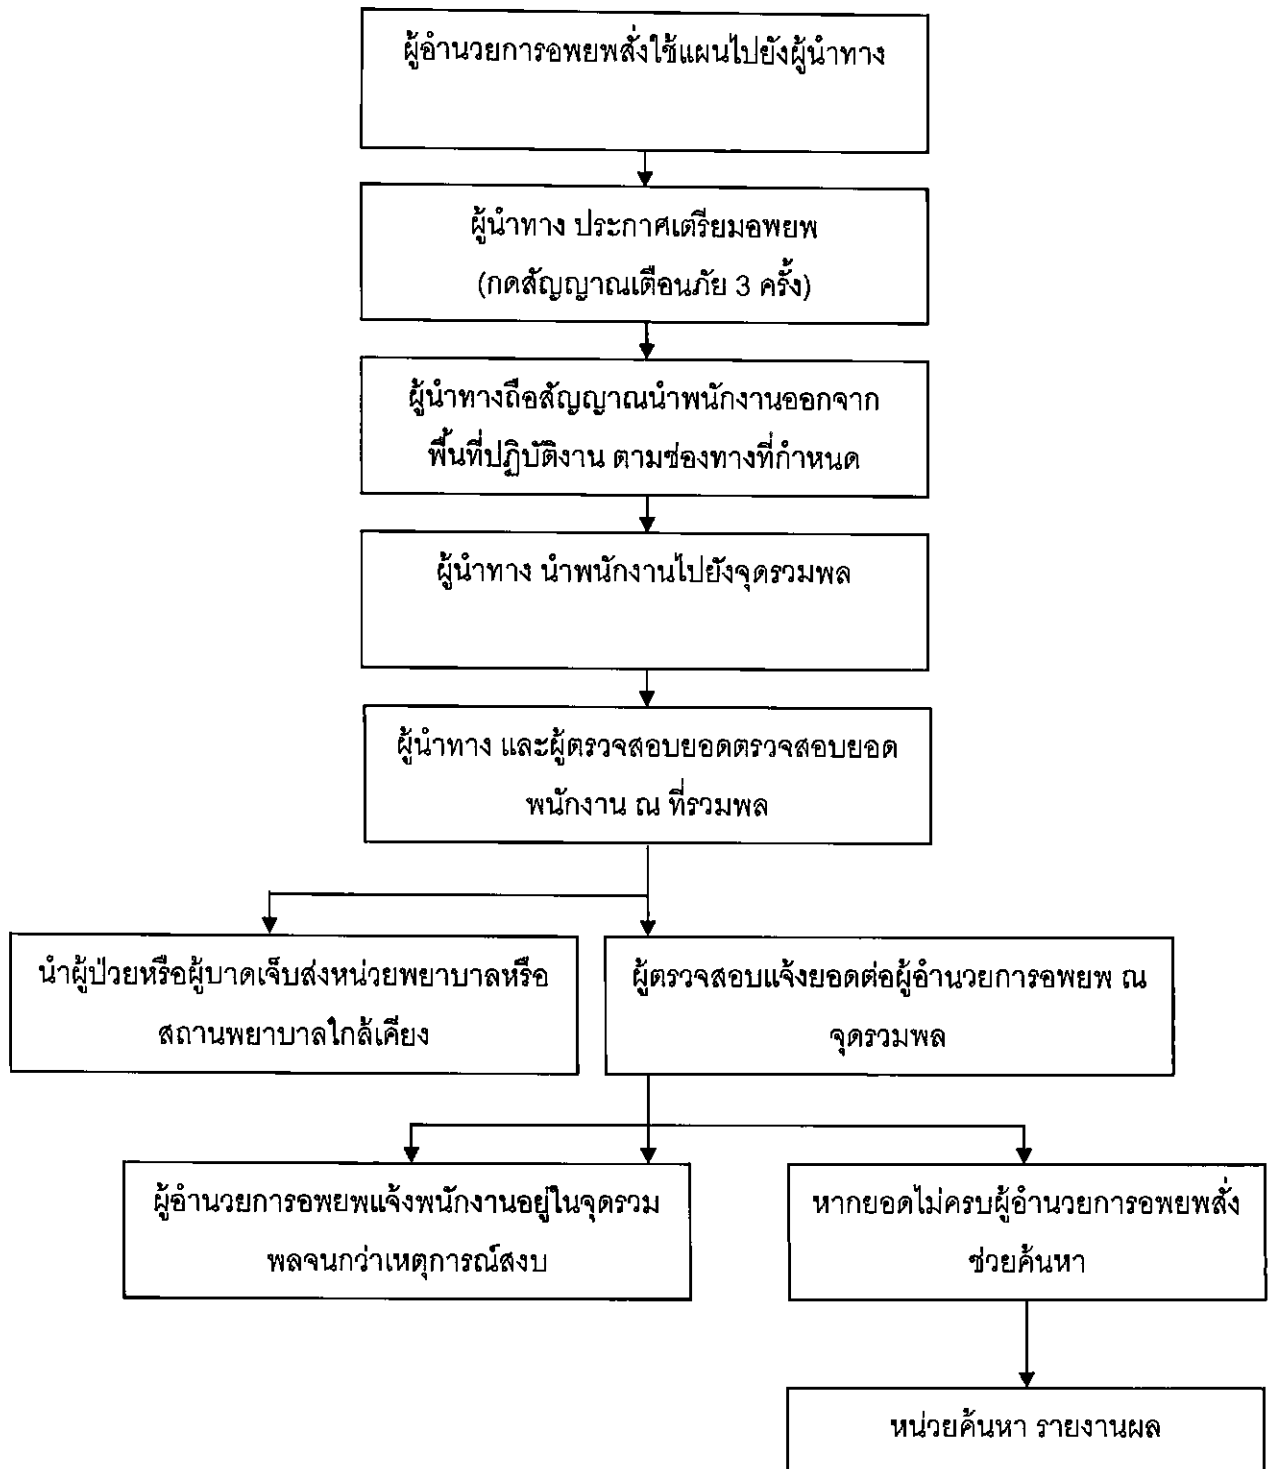 ผู้อำนวยการอพยพสั่งใช้แผนไปยังผู้นำทาง
ผู้นำทาง ประกาศเตรียมอพยพ
(กดสัญญาณเตือนภัย 3 ครั้ง)
ผู้นำทางถือสัญญาณนำพนักงานออกจาก
พื้นที่ปฏิบัติงาน ตามช่องทางที่กำหนด
ผู้นำทาง นำพนักงานไปยังจุดรวมพล
ผู้นำทาง และผู้ตรวจสอบยอดตรวจสอบยอด
พนักงาน ณ ที่รวมพล
นำผู้ป่วยหรือผู้บาดเจ็บส่งหน่วยพยาบาลหรือ
สถานพยาบาลใกล้เคียง
ผู้ตรวจสอบแจ้งยอดต่อผู้อำนวยการอพยพ ณ
จุดรวมพล
ผู้อำนวยการอพยพแจ้งพนักงานอยู่ในจุดรวม
พลจนกว่าเหตุการณ์สงบ
หากยอดไม่ครบผู้อำนวยการอพยพสั่ง
ช่วยค้นหา
หน่วยค้นหา รายงานผล